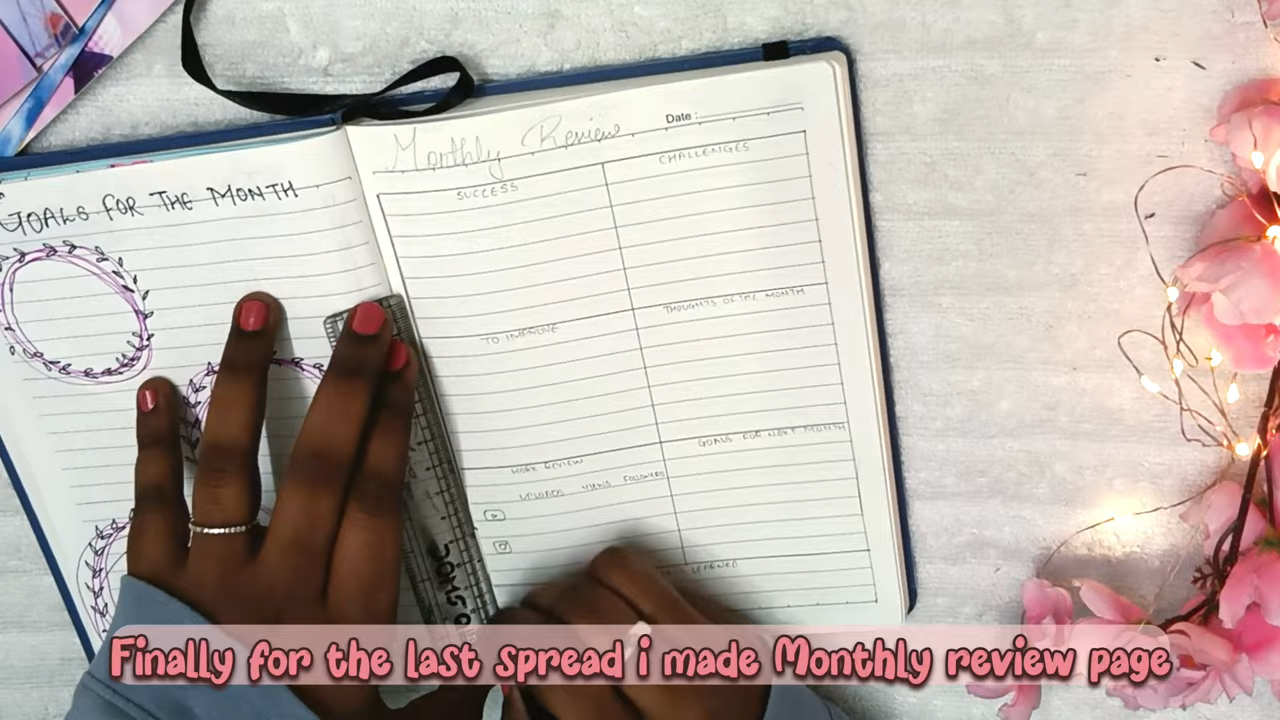 GOALS FOR THE MONTH
Monthly Review
Date :
SUCCESS
CHALLENGES
TO IMPROVE
THOUGHTS OF THE MONTH
WORK REVIEW
UPLOADS VIEWS FOLLOWERS
GOALS FOR NEXT MONTH
LEARNED
Finally for the last spread i made Monthly review page